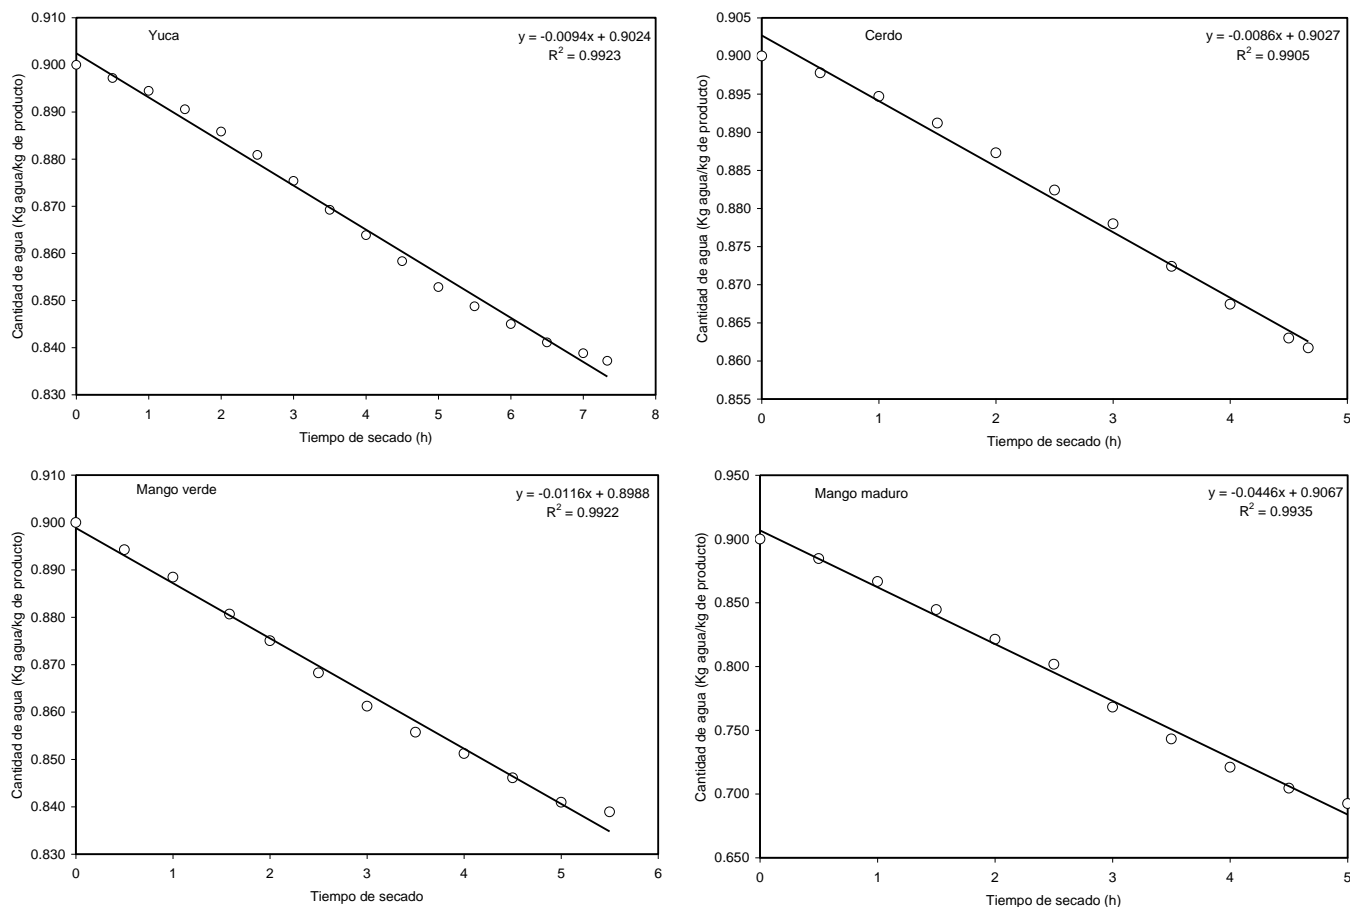 Yuca
y = -0.0094x + 0.9024
R² = 0.9923
Cantidad de agua (Kg agua/kg de producto)
0.910
0.900
0.890
0.880
0.870
0.860
0.850
0.840
0.830
0 1 2 3 4 5 6 7 8
Tiempo de secado (h)
Cerdo
y = -0.0086x + 0.9027
R² = 0.9905
Cantidad de agua (Kg agua/kg de producto)
0.905
0.900
0.895
0.890
0.885
0.880
0.875
0.870
0.865
0.860
0.855
0 1 2 3 4 5
Tiempo de secado (h)
Mango verde
y = -0.0116x + 0.8988
R² = 0.9922
Cantidad de agua (Kg agua/kg de producto)
0.910
0.900
0.890
0.880
0.870
0.860
0.850
0.840
0.830
0 1 2 3 4 5 6
Tiempo de secado
Mango maduro
y = -0.0446x + 0.9067
R² = 0.9935
Cantidad de agua (Kg agua/kg de producto)
0.950
0.900
0.850
0.800
0.750
0.700
0.650
0 1 2 3 4 5
Tiempo de secado (h)